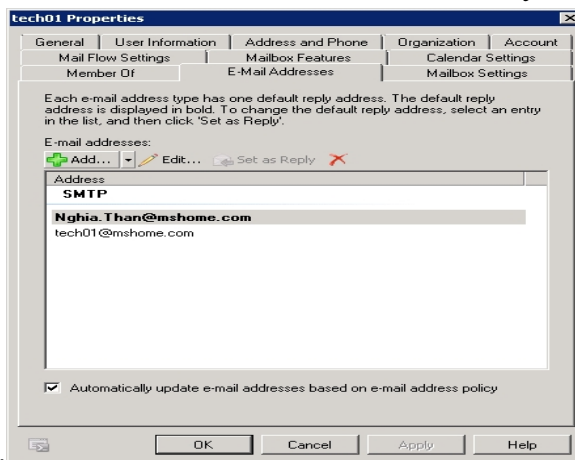 tech01 Properties
General User Information Address and Phone Organization Account
Mail Flow Settings Mailbox Features Calendar Settings
Member Of E-Mail Addresses Mailbox Settings
Each e-mail address type has one default reply address. The default reply
address is displayed in bold. To change the default reply address, select an entry
in the list, and then click 'Set as Reply'.
E-mail addresses:
Add... Edit... Set as Reply
Address
SMTP
Nghia.Than@mshome.com
tech01@mshome.com
Automatically update e-mail addresses based on e-mail address policy
OK Cancel Apply Help